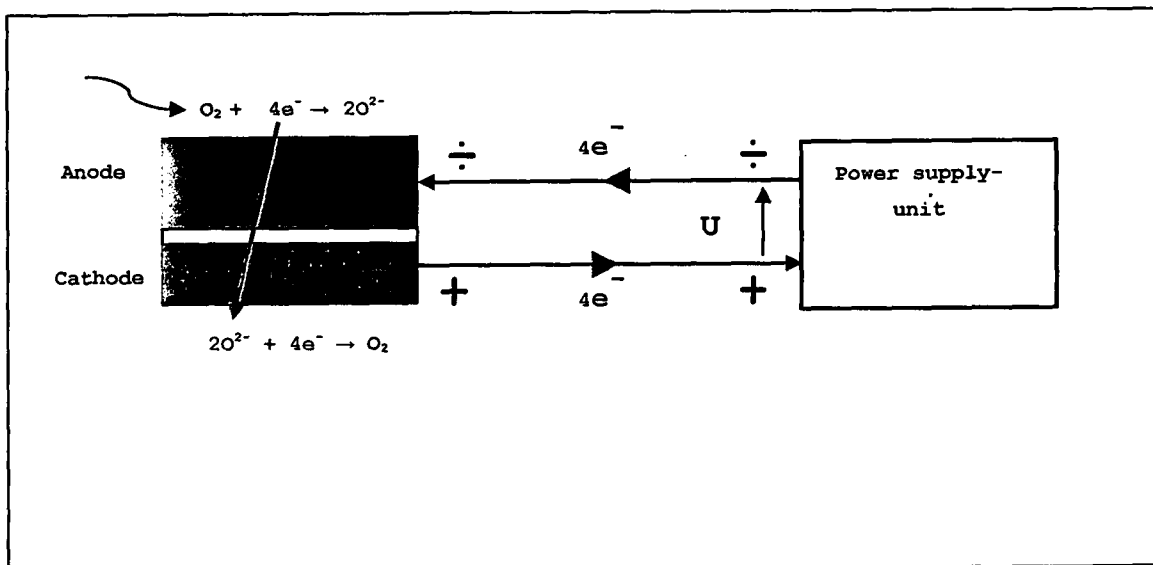 O₂ + 4e⁻ → 2O²⁻
÷ 4e⁻ ÷
Anode
Power supply-
unit
U
Cathode
+ 4e⁻ +
2O²⁻ + 4e⁻ → O₂